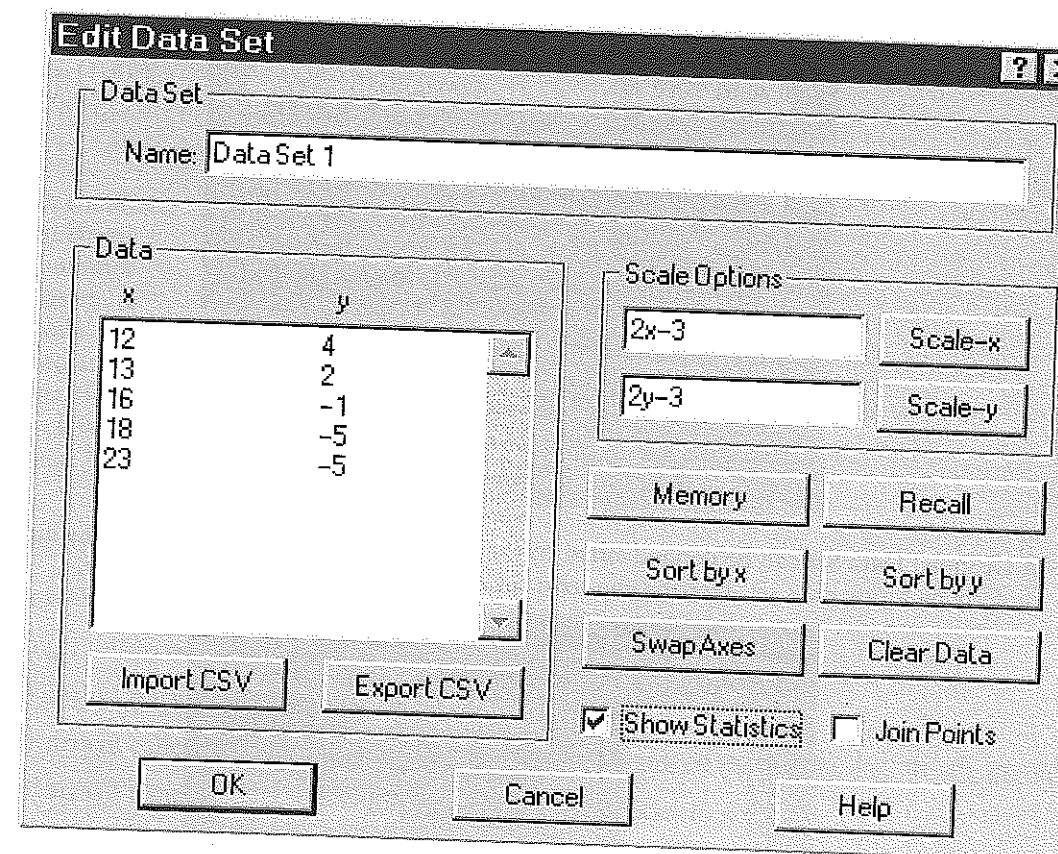 Edit Data Set
?
Data Set
Name: Data Set 1
Data
x y
12 4
13 2
16 -1
18 -5
23 -5
Import CSV Export CSV
Scale Options
2x-3 Scale-x
2y-3 Scale-y
Memory Recall
Sort by x Sort by y
Swap Axes Clear Data
Show Statistics Join Points
OK Cancel Help